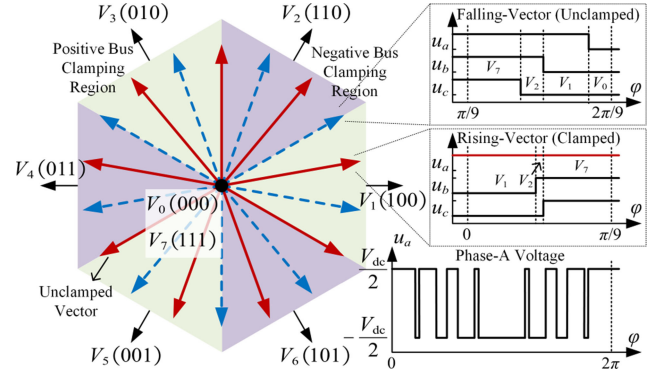 V3(010)
V2(110)
Positive Bus
Clamping
Region
Negative Bus
Clamping
Region
V4(011)
V0(000)
V7(111)
V1(100)
Unclamped
Vector
V5(001)
V6(101)
Falling-Vector (Unclamped)
ua
ub
uc
V7
V2
V1
V0
π/9
2π/9
φ
Rising-Vector (Clamped)
ua
ub
uc
V1
V2
V7
0
π/9
φ
ua
Phase-A Voltage
Vdc
2
Vdc
−
2
0
2π
φ